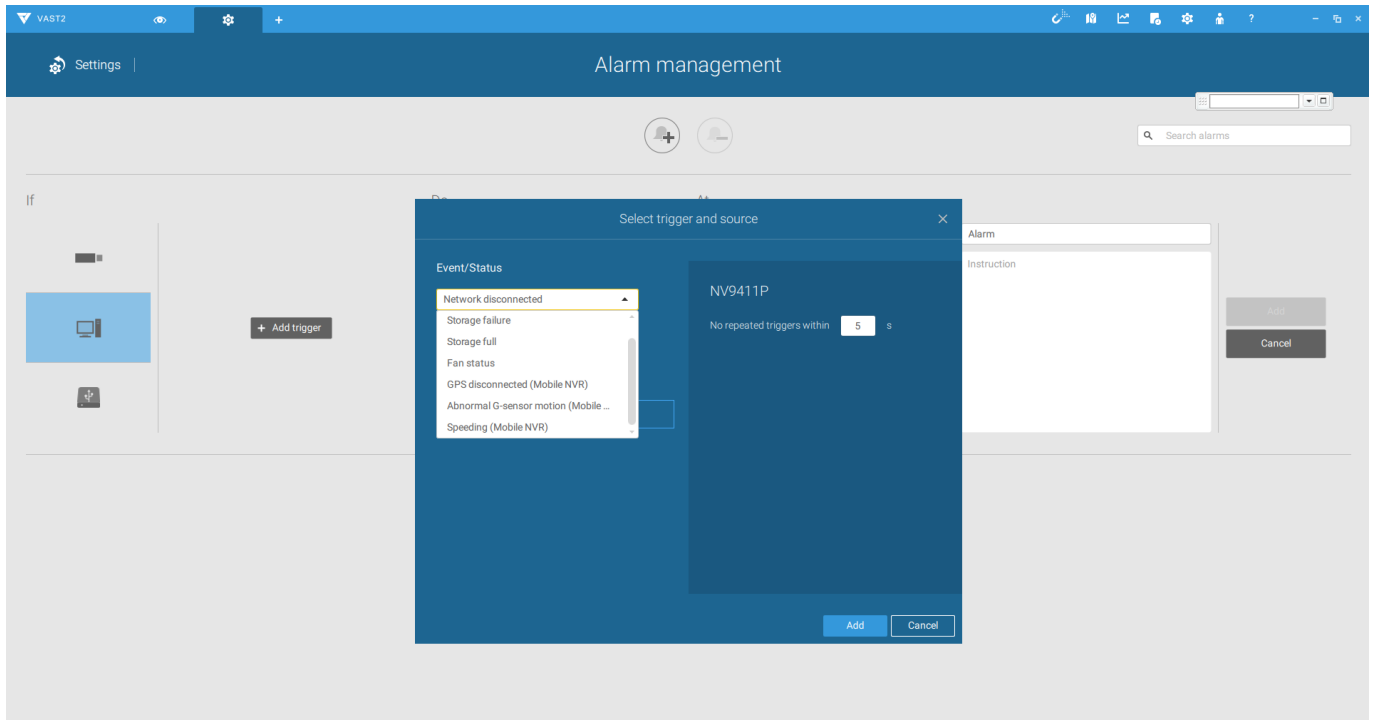 VAST2
+
?
Settings
Alarm management
Search alarms
If
Select trigger and source
Alarm
Event/Status
Instruction
Network disconnected
NV9411P
Storage failure
No repeated triggers within 5 s
+ Add trigger
Storage full
Add
Fan status
Cancel
GPS disconnected (Mobile NVR)
Abnormal G-sensor motion (Mobile ...
Speeding (Mobile NVR)
Add
Cancel